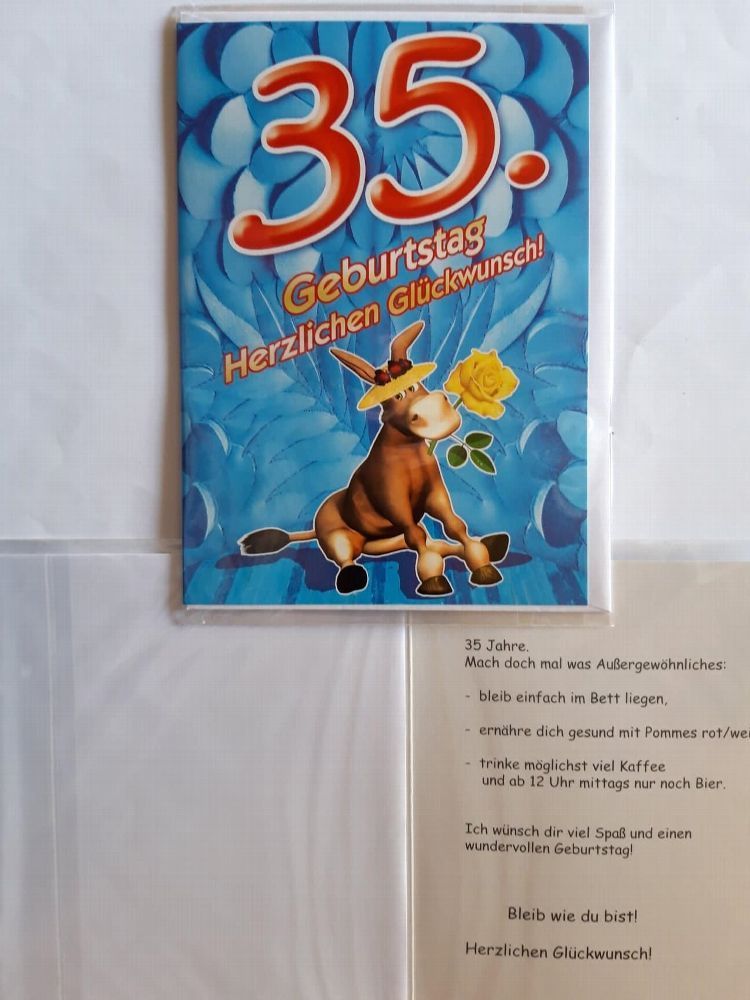 35.
Geburtstag
Herzlichen Glückwunsch!
35 Jahre.
Mach doch mal was Außergewöhnliches:
- bleib einfach im Bett liegen,
- ernähre dich gesund mit Pommes rot/wei
- trinke möglichst viel Kaffee
und ab 12 Uhr mittags nur noch Bier.
Ich wünsch dir viel Spaß und einen
wundervollen Geburtstag!
Bleib wie du bist!
Herzlichen Glückwunsch!